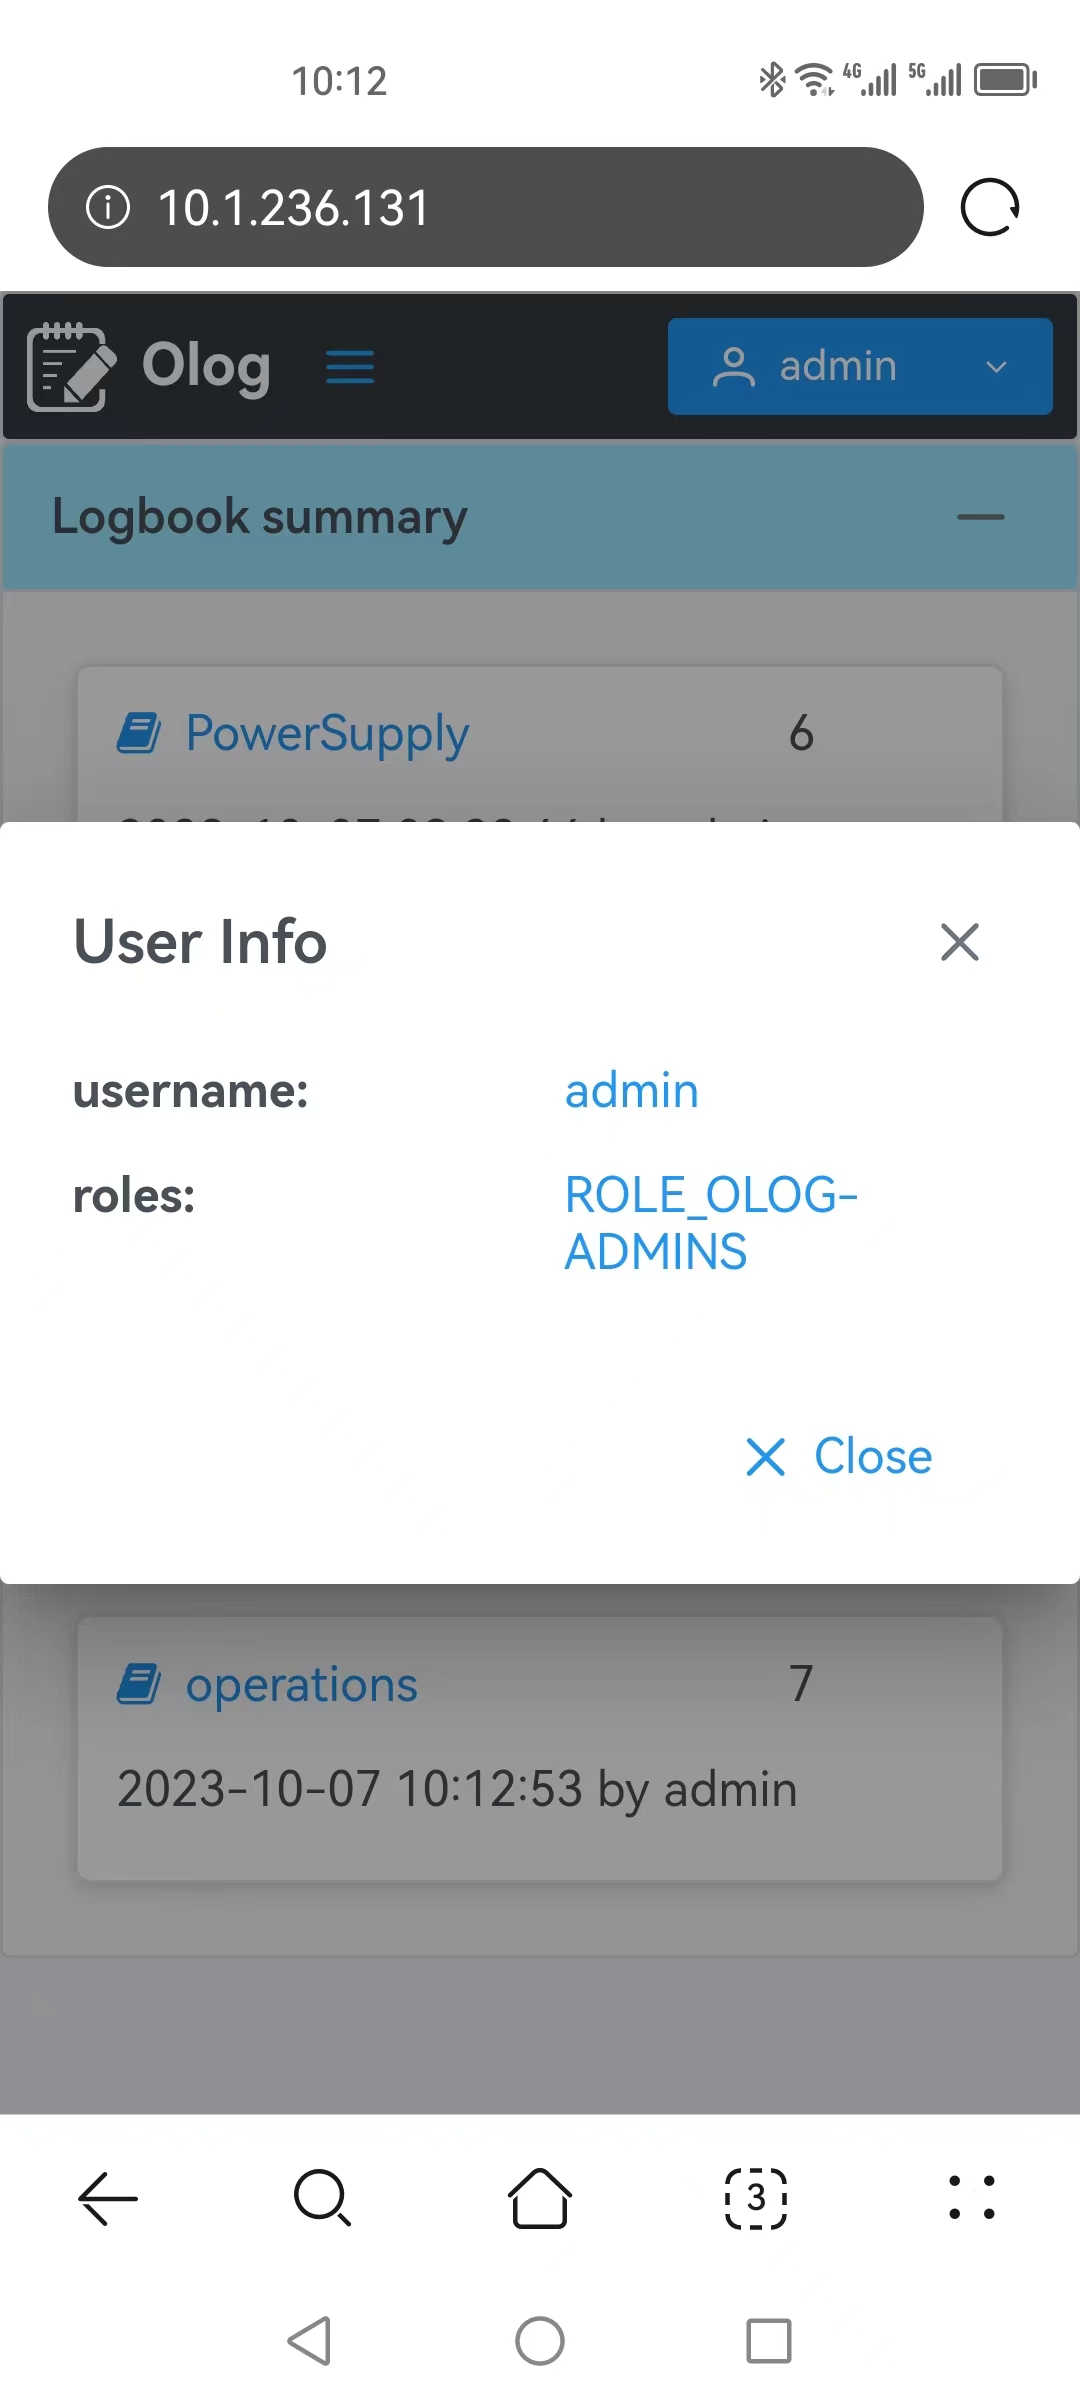 10:12
4G 5G
10.1.236.131
Olog
admin
Logbook summary
PowerSupply 6
User Info
username: admin
roles: ROLE_OLOG-
ADMINS
Close
operations 7
2023-10-07 10:12:53 by admin
3